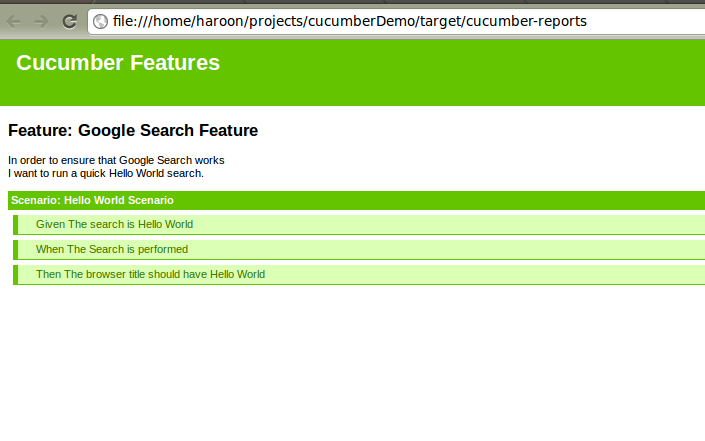 file:///home/haroon/projects/cucumberDemo/target/cucumber-reports
Cucumber Features
Feature: Google Search Feature
In order to ensure that Google Search works
I want to run a quick Hello World search.
Scenario: Hello World Scenario
Given The search is Hello World
When The Search is performed
Then The browser title should have Hello World